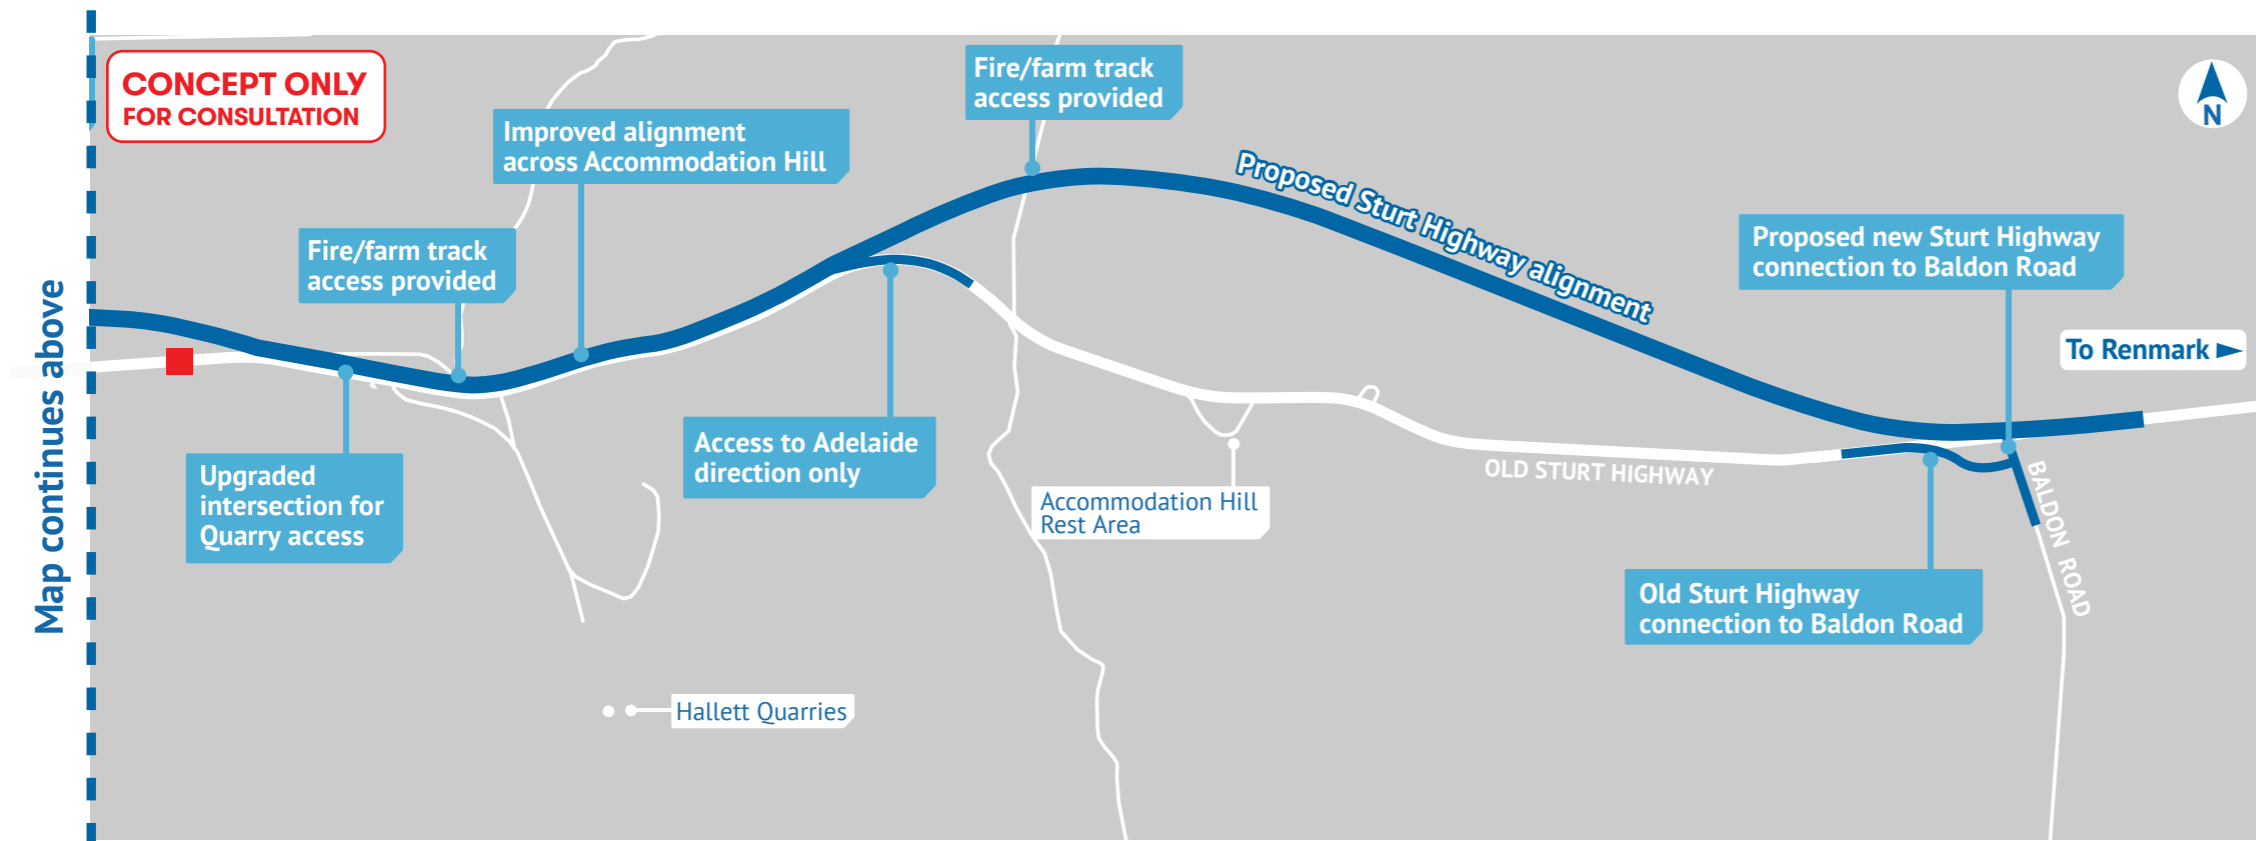 CONCEPT ONLY
FOR CONSULTATION
Fire/farm track
access provided
N
Improved alignment
across Accommodation Hill
Proposed Sturt Highway alignment
Fire/farm track
access provided
Proposed new Sturt Highway
connection to Baldon Road
Map continues above
To Renmark
Access to Adelaide
direction only
Upgraded
intersection for
Quarry access
OLD STURT HIGHWAY
BALDON ROAD
Accommodation Hill
Rest Area
Old Sturt Highway
connection to Baldon Road
Hallett Quarries